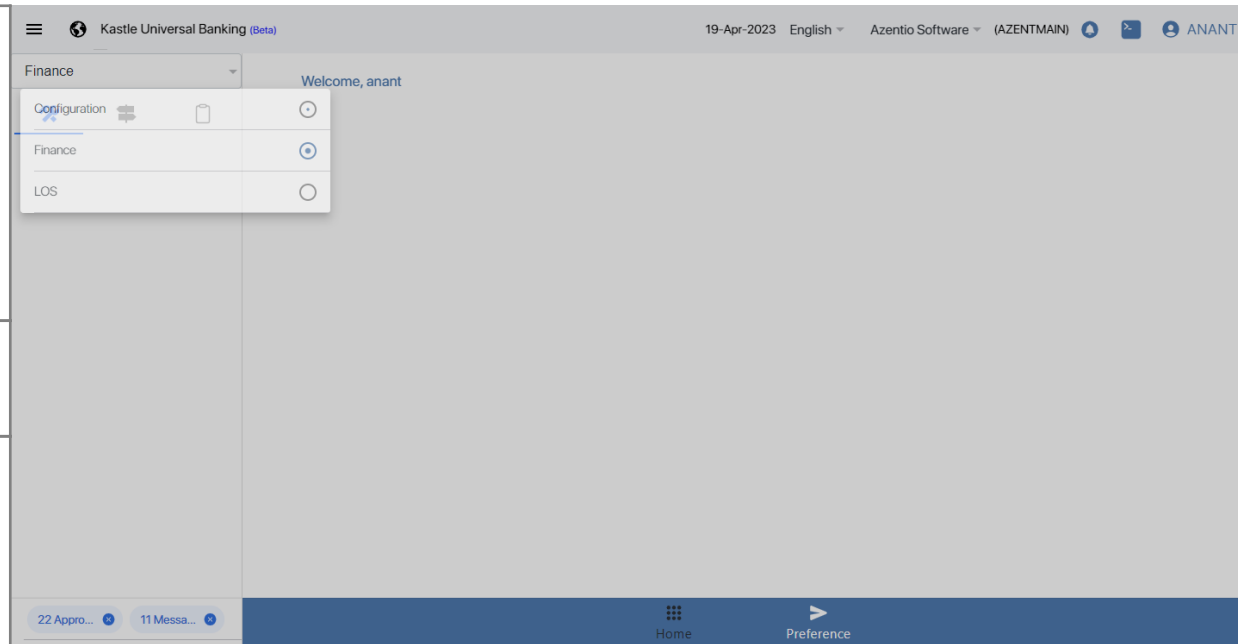 Kastle Universal Banking (Beta)
19-Apr-2023 English Azentio Software (AZENTMAIN) ANANT
Finance
Welcome, anant
Configuration
Finance
LOS
22 Appro... 11 Messa...
Home Preference